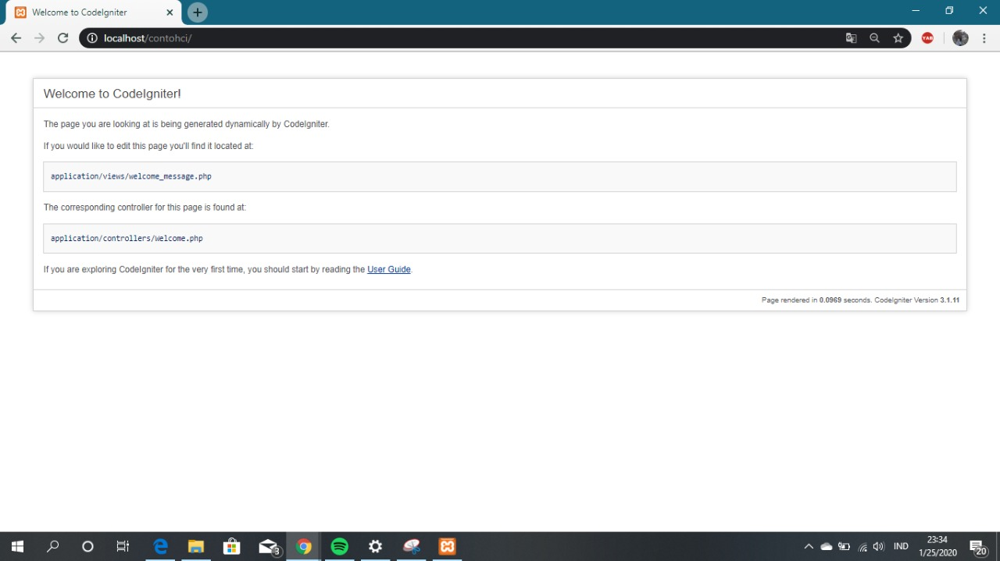 Welcome to CodeIgniter
localhost/contohci/
Welcome to CodeIgniter!
The page you are looking at is being generated dynamically by CodeIgniter.
If you would like to edit this page you'll find it located at:
application/views/welcome_message.php
The corresponding controller for this page is found at:
application/controllers/Welcome.php
If you are exploring CodeIgniter for the very first time, you should start by reading the User Guide.
Page rendered in 0.0969 seconds. CodeIgniter Version 3.1.11
3
IND
23:34
1/25/2020
20